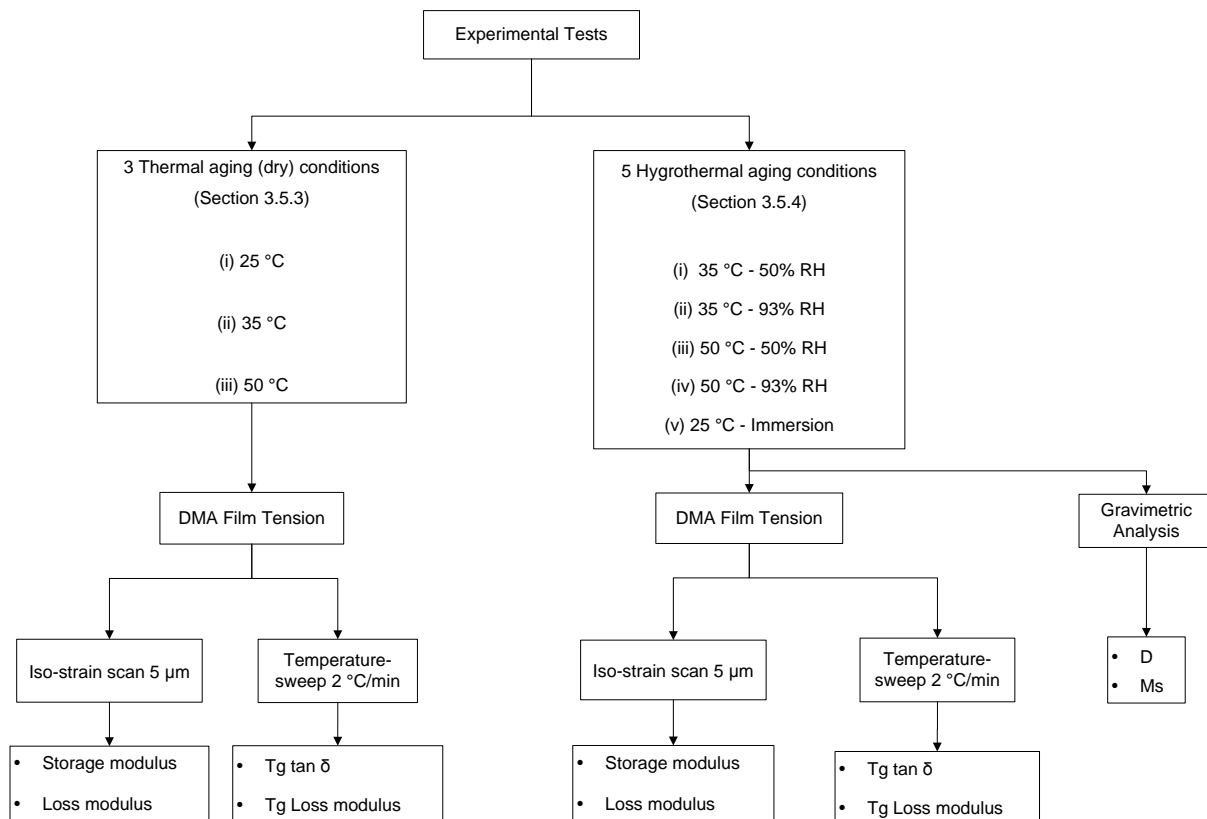 Experimental Tests
3 Thermal aging (dry) conditions
(Section 3.5.3)
(i) 25 °C
(ii) 35 °C
(iii) 50 °C
5 Hygrothermal aging conditions
(Section 3.5.4)
(i) 35 °C - 50% RH
(ii) 35 °C - 93% RH
(iii) 50 °C - 50% RH
(iv) 50 °C - 93% RH
(v) 25 °C - Immersion
DMA Film Tension
DMA Film Tension
Gravimetric
Analysis
Iso-strain scan 5 µm
Temperature-
sweep 2 °C/min
Iso-strain scan 5 µm
Temperature-
sweep 2 °C/min
• D
• Ms
• Storage modulus
• Loss modulus
• Tg tan δ
• Tg Loss modulus
• Storage modulus
• Loss modulus
• Tg tan δ
• Tg Loss modulus